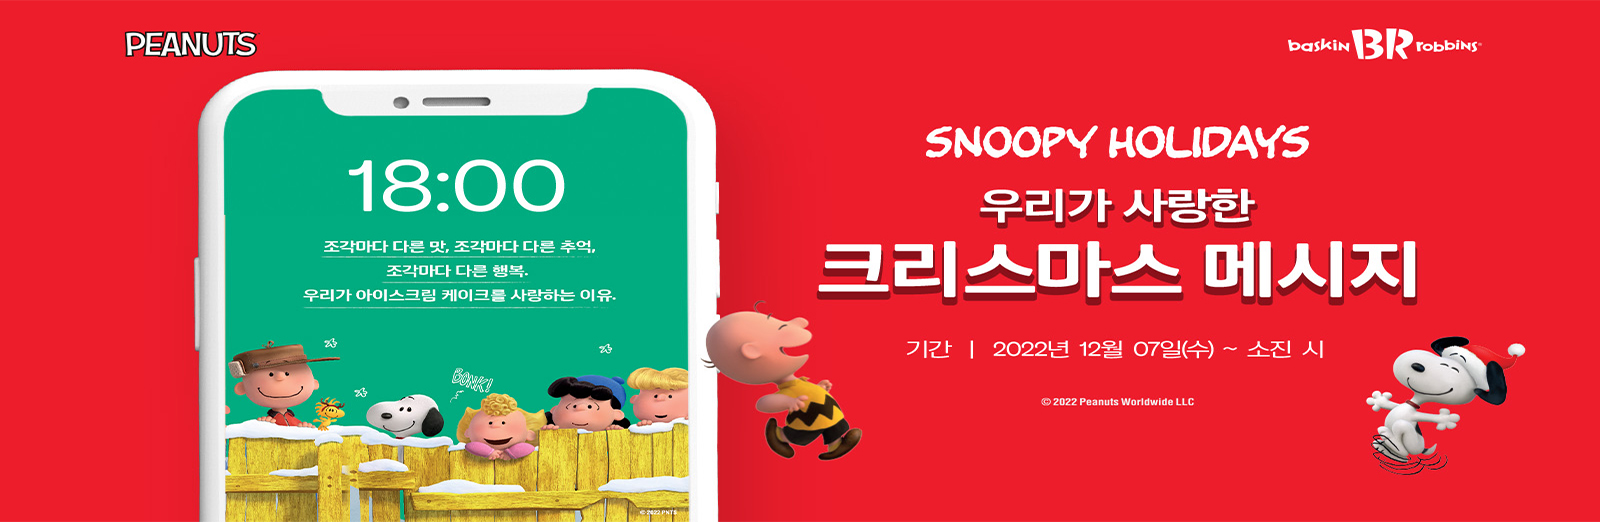 PEANUTS
baskin BR robbins
18:00
조각마다 다른 맛, 조각마다 다른 추억,
조각마다 다른 행복.
우리가 아이스크림 케이크를 사랑하는 이유.
BONK!
© 2022 PNTS
SNOOPY HOLIDAYS
우리가 사랑한
크리스마스 메시지
기간 | 2022년 12월 07일(수) ~ 소진 시
© 2022 Peanuts Worldwide LLC